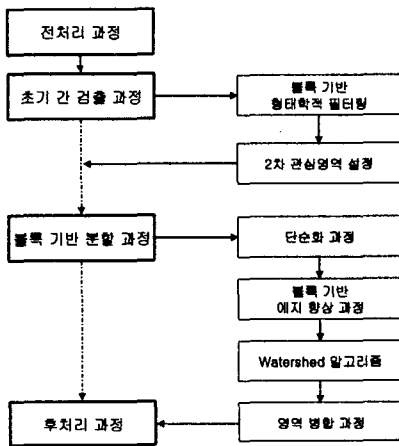 전처리 과정
초기 간 검출 과정
블록 기반
형태학적 필터링
2차 관심영역 설정
블록 기반 분할 과정
단순화 과정
블록 기반
에지 향상 과정
Watershed 알고리즘
후처리 과정
영역 병합 과정